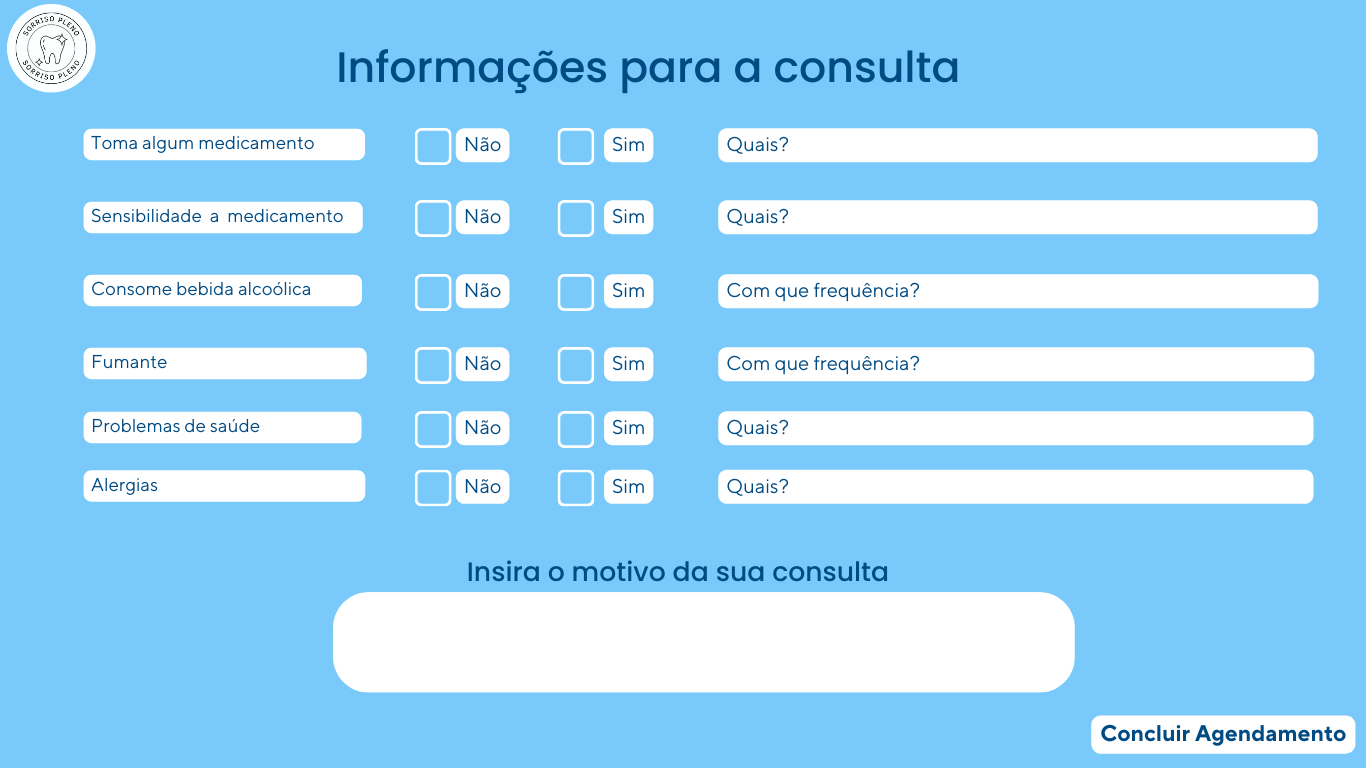 SORRISO PLENO
SORRISO PLENO
Informações para a consulta
Toma algum medicamento Não Sim Quais?
Sensibilidade a medicamento Não Sim Quais?
Consome bebida alcoólica Não Sim Com que frequência?
Fumante Não Sim Com que frequência?
Problemas de saúde Não Sim Quais?
Alergias Não Sim Quais?
Insira o motivo da sua consulta
Concluir Agendamento